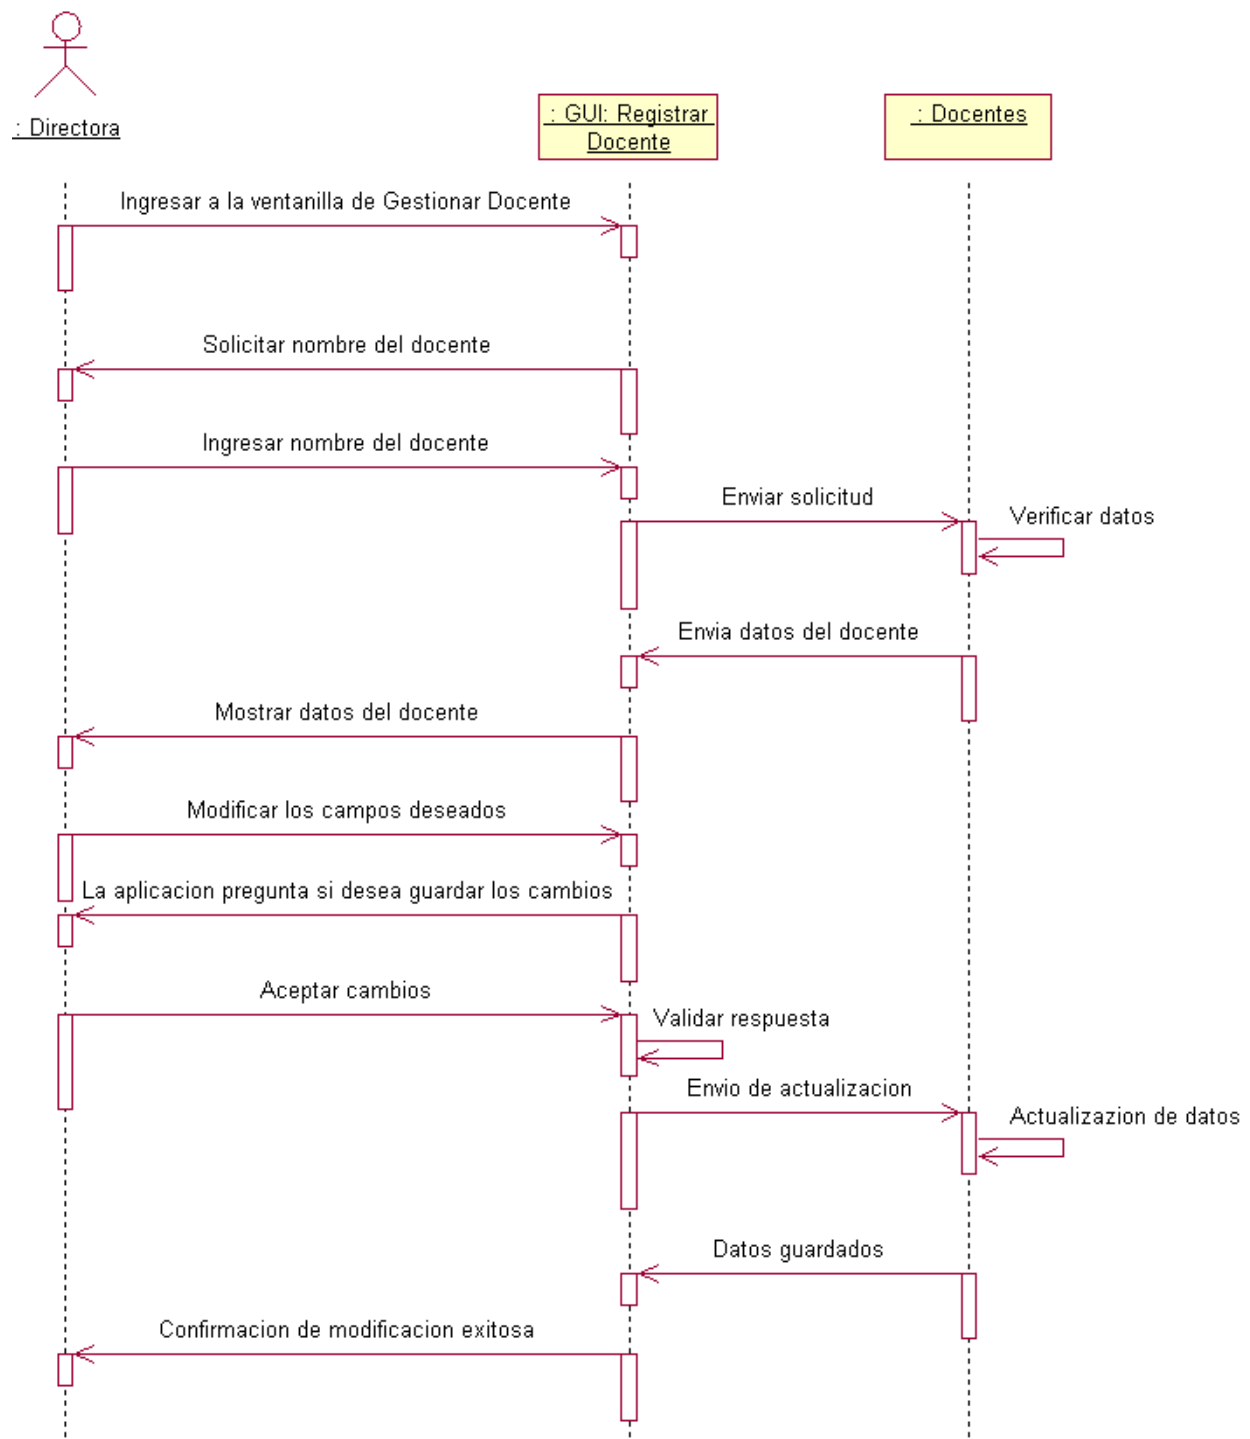 : Directora
: GUI: Registrar
Docente
: Docentes
Ingresar a la ventanilla de Gestionar Docente
Solicitar nombre del docente
Ingresar nombre del docente
Enviar solicitud
Verificar datos
Envia datos del docente
Mostrar datos del docente
Modificar los campos deseados
La aplicacion pregunta si desea guardar los cambios
Aceptar cambios
Validar respuesta
Envio de actualizacion
Actualizazion de datos
Datos guardados
Confirmacion de modificacion exitosa